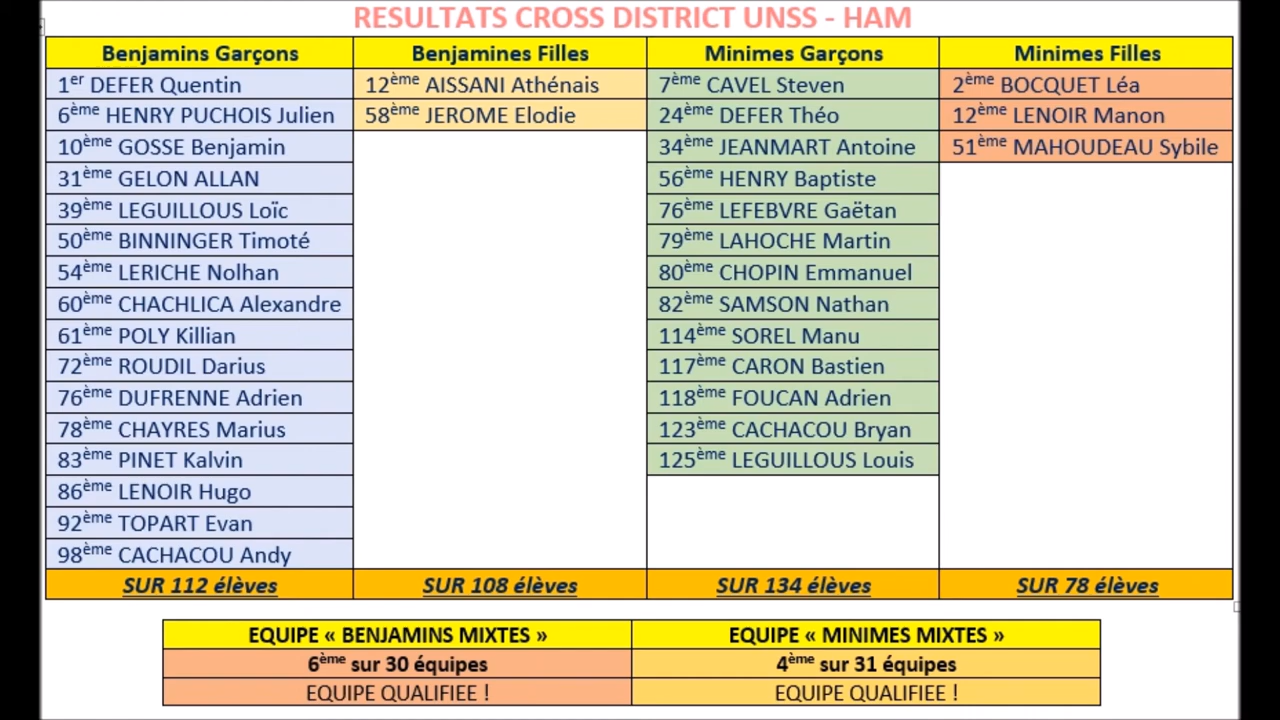 RESULTATS CROSS DISTRICT UNSS - HAM
Benjamins Garçons Benjamines Filles Minimes Garçons Minimes Filles
1er DEFER Quentin 12ème AISSANI Athénais 7ème CAVEL Steven 2ème BOCQUET Léa
6ème HENRY PUCHOIS Julien 58ème JEROME Elodie 24ème DEFER Théo 12ème LENOIR Manon
10ème GOSSE Benjamin 34ème JEANMART Antoine 51ème MAHOUDEAU Sybile
31ème GELON ALLAN 56ème HENRY Baptiste
39ème LEGUILLOUS Loïc 76ème LEFEBVRE Gaëtan
50ème BINNINGER Timoté 79ème LAHOCHE Martin
54ème LERICHE Nolhan 80ème CHOPIN Emmanuel
60ème CHACHLICA Alexandre 82ème SAMSON Nathan
61ème POLY Killian 114ème SOREL Manu
72ème ROUDIL Darius 117ème CARON Bastien
76ème DUFRENNE Adrien 118ème FOUCAN Adrien
78ème CHAYRES Marius 123ème CACHACOU Bryan
83ème PINET Kalvin 125ème LEGUILLOUS Louis
86ème LENOIR Hugo
92ème TOPART Evan
98ème CACHACOU Andy
SUR 112 élèves SUR 108 élèves SUR 134 élèves SUR 78 élèves
EQUIPE « BENJAMINS MIXTES » EQUIPE « MINIMES MIXTES »
6ème sur 30 équipes 4ème sur 31 équipes
EQUIPE QUALIFIEE ! EQUIPE QUALIFIEE !